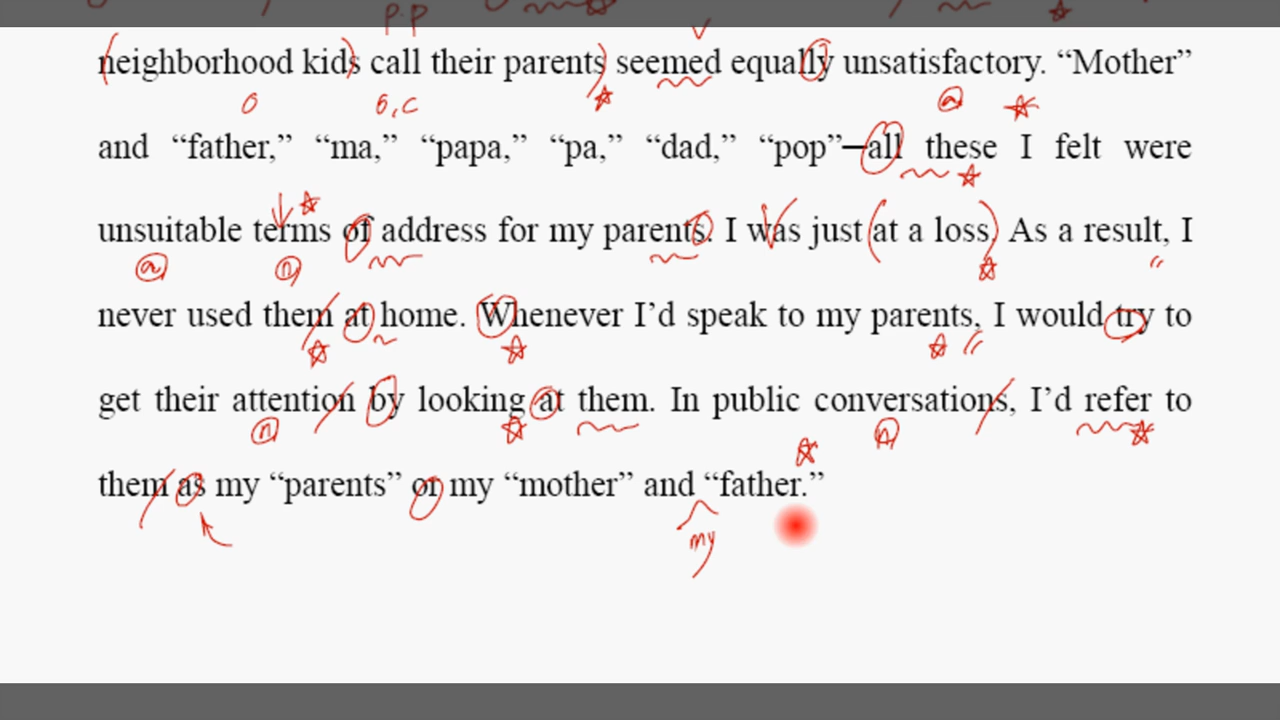 p.p
neighborhood kids call their parents seemed equally unsatisfactory. “Mother”
o o,c a
and “father,” “ma,” “papa,” “pa,” “dad,” “pop”—all these I felt were
unsuitable terms of address for my parents. I was just at a loss. As a result, I
a n
never used them at home. Whenever I’d speak to my parents, I would try to
get their attention by looking at them. In public conversations, I’d refer to
n n
them as my “parents” or my “mother” and “father.”
my